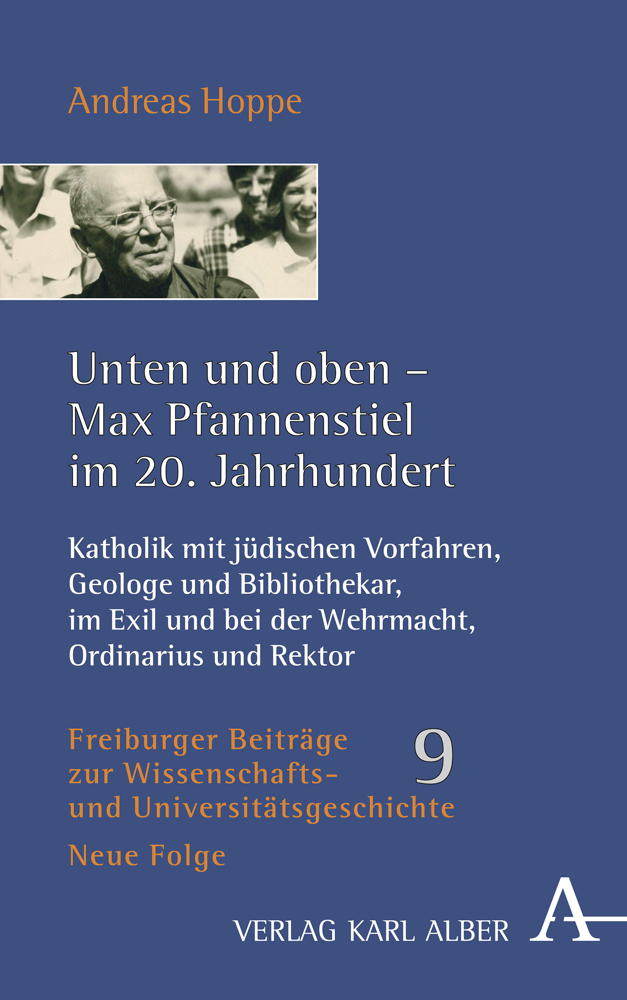 Andreas Hoppe
Unten und oben –
Max Pfannenstiel
im 20. Jahrhundert
Katholik mit jüdischen Vorfahren,
Geologe und Bibliothekar,
im Exil und bei der Wehrmacht,
Ordinarius und Rektor
Freiburger Beiträge
zur Wissenschafts-
und Universitätsgeschichte
9
Neue Folge
VERLAG KARL ALBER A